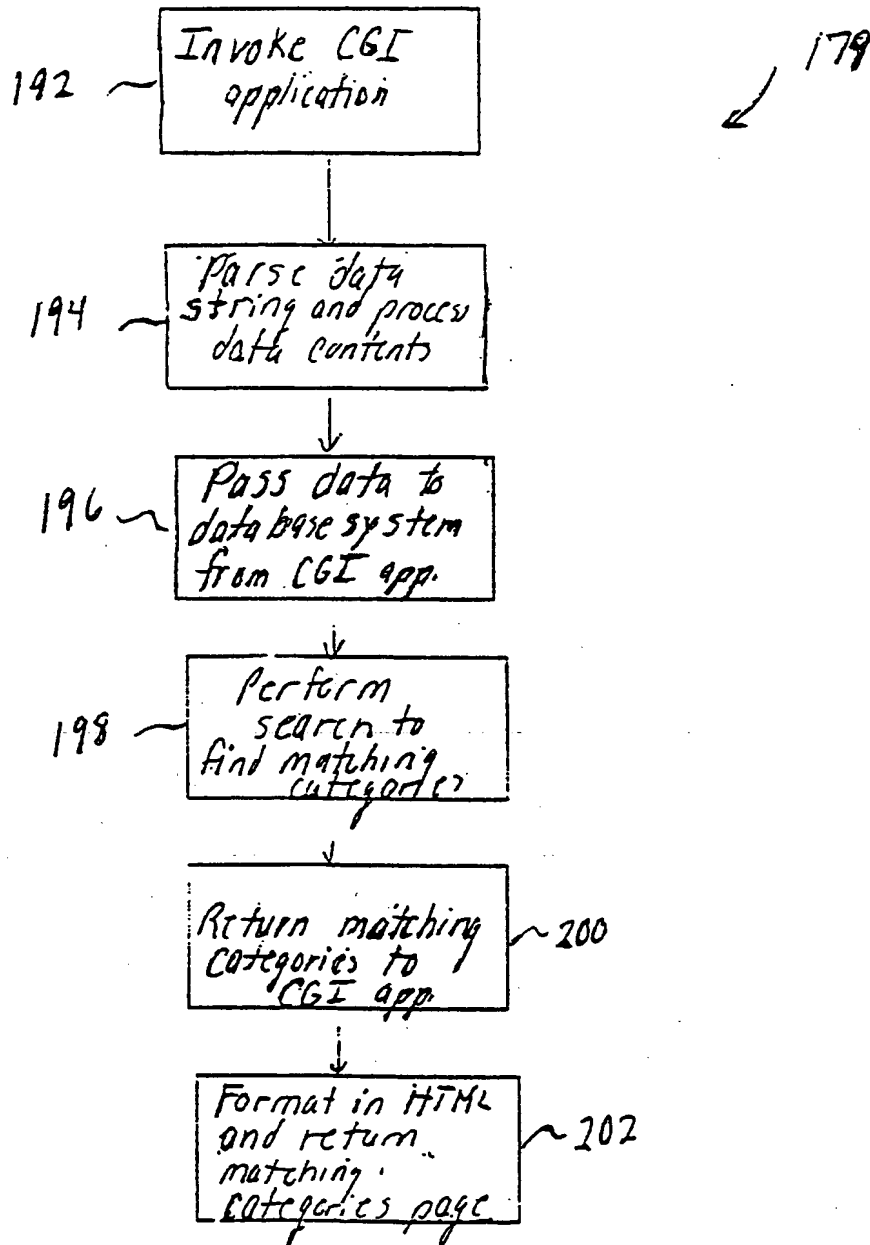 Invoke CGI
application
192
179
Parse data
string and process
data contents
194
Pass data to
database system
from CGI app.
196
Perform
search to
find matching
categories
198
Return matching
categories to
CGI app.
200
Format in HTML
and return
matching
categories page
202